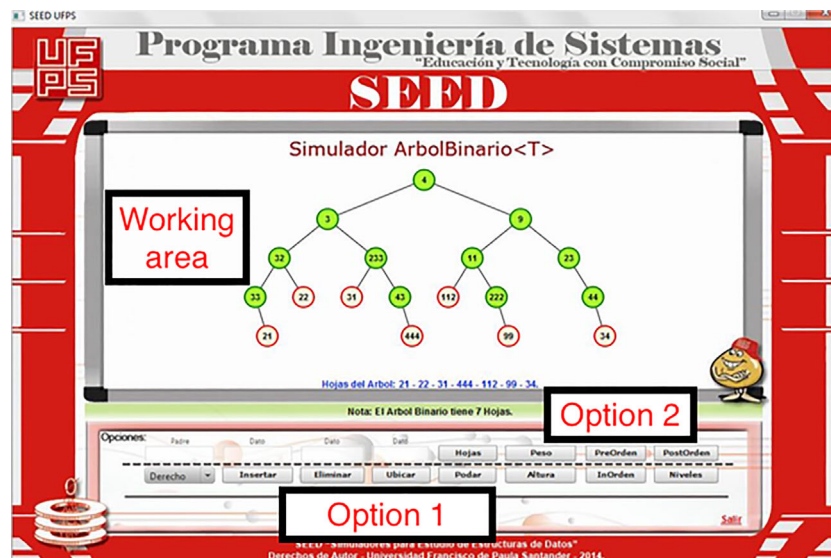 SEED UFPS
UF
PS
Programa Ingeniería de Sistemas
"Educación y Tecnología con Compromiso Social"
SEED
Simulador ArbolBinario<T>
4
3 9
Working
area
32 233 11 23
33 22 31 43 112 222 44
21 444 99 34
Hojas del Arbol: 21 - 22 - 31 - 444 - 112 - 99 - 34.
Nota: El Arbol Binario tiene 7 Hojas.
Option 2
Opciones:
Padre Dato Dato Dato
Hojas Peso PreOrden PostOrden
Derecho Insertar Eliminar Ubicar Podar Altura InOrden Niveles
Option 1
Salir
SEED "Simuladores para Estudio de Estructuras de Datos"
Derechos de Autor - Universidad Francisco de Paula Santander - 2014.